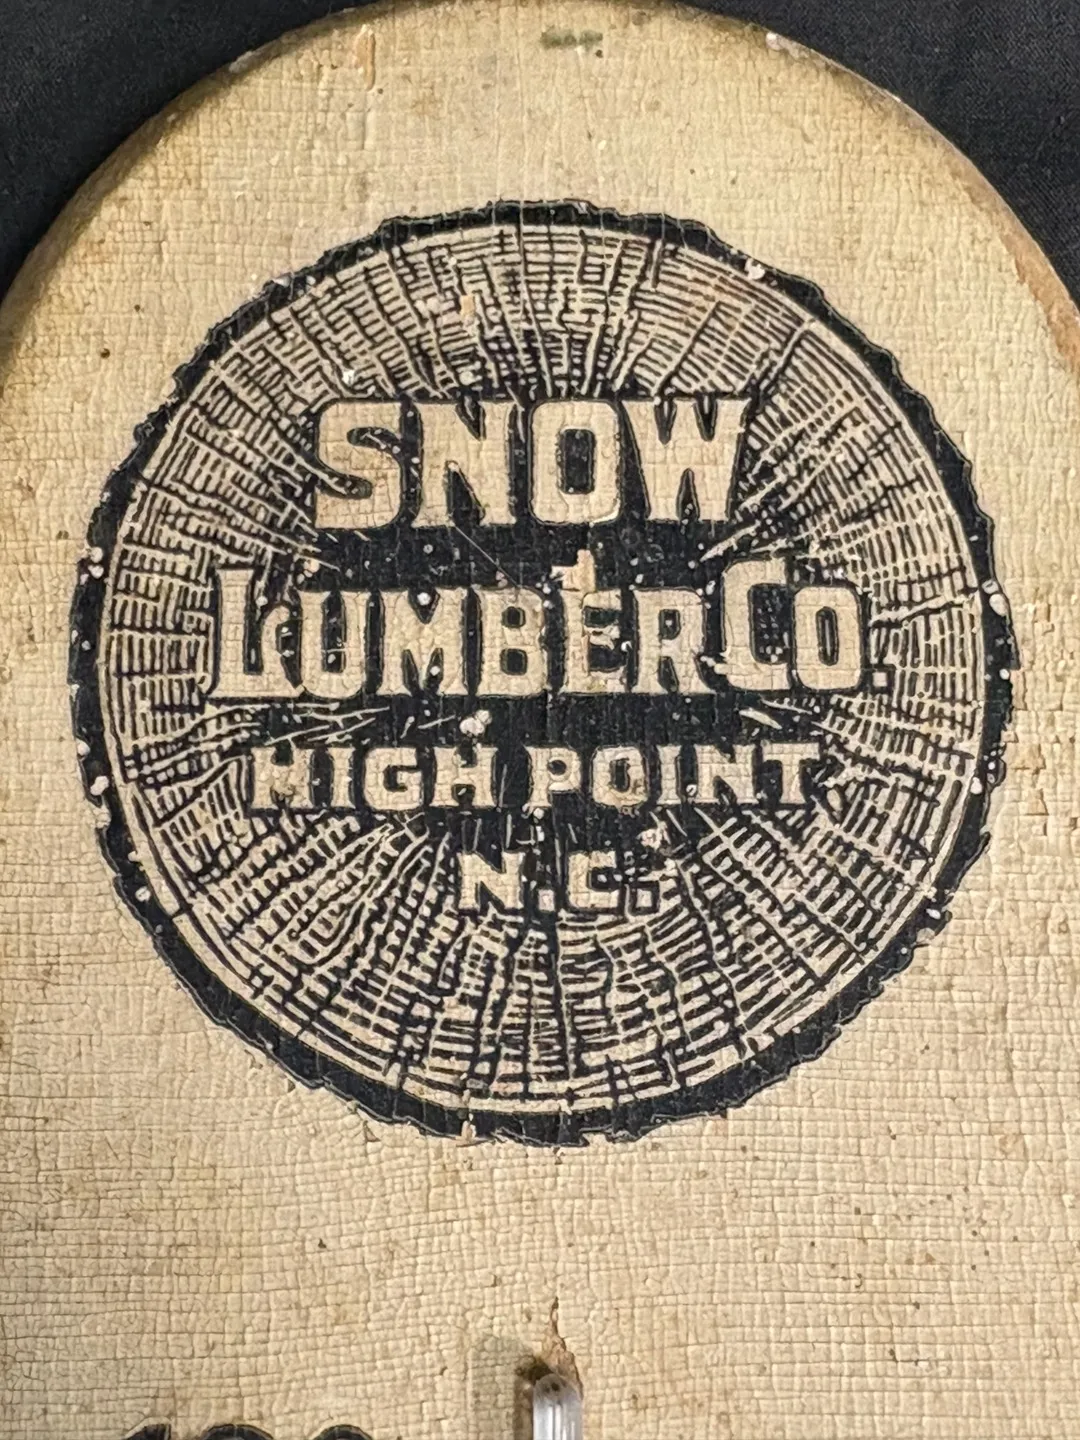 SNOW
LUMBER CO.
HIGH POINT
N.C.